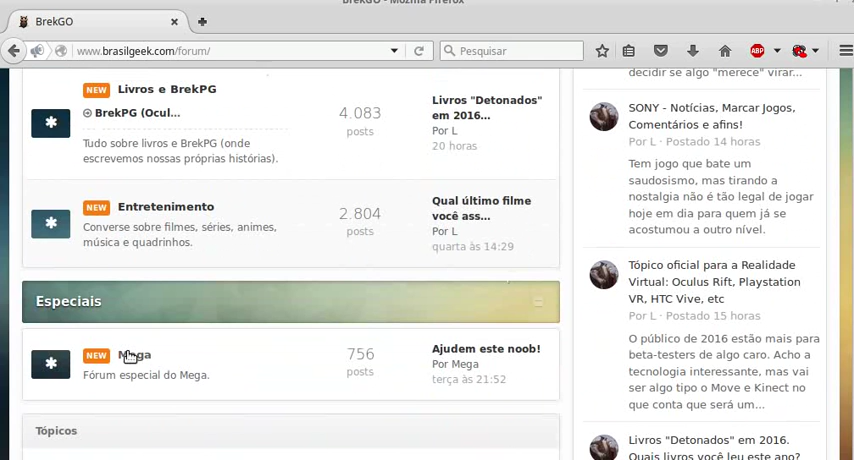 BrekGO - Mozilla Firefox
BrekGO
www.brasilgeek.com/forum/
Pesquisar
ABP
NEW Livros e BrekPG
BrekPG (Ocul...
Tudo sobre livros e BrekPG (onde
escrevemos nossas próprias histórias).
4.083
posts
Livros "Detonados"
em 2016...
Por L
20 horas
NEW Entretenimento
Converse sobre filmes, séries, animes,
música e quadrinhos.
2.804
posts
Qual último filme
você ass...
Por L
quarta às 14:29
Especiais
NEW Mega
Fórum especial do Mega.
756
posts
Ajudem este noob!
Por Mega
terça às 21:52
Tópicos
decidir se algo "merece" virar...
SONY - Notícias, Marcar Jogos,
Comentários e afins!
Por L · Postado 14 horas
Tem jogo que bate um
saudosismo, mas tirando a
nostalgia não é tão legal de jogar
hoje em dia para quem já se
acostumou a outro nível.
Tópico oficial para a Realidade
Virtual: Oculus Rift, Playstation
VR, HTC Vive, etc
Por L · Postado 15 horas
O público de 2016 estão mais para
beta-testers de algo caro. Acho a
tecnologia interessante, mas vai
ser algo tipo o Move e Kinect no
que conta que será um...
Livros "Detonados" em 2016.
Quais livros você leu este ano?